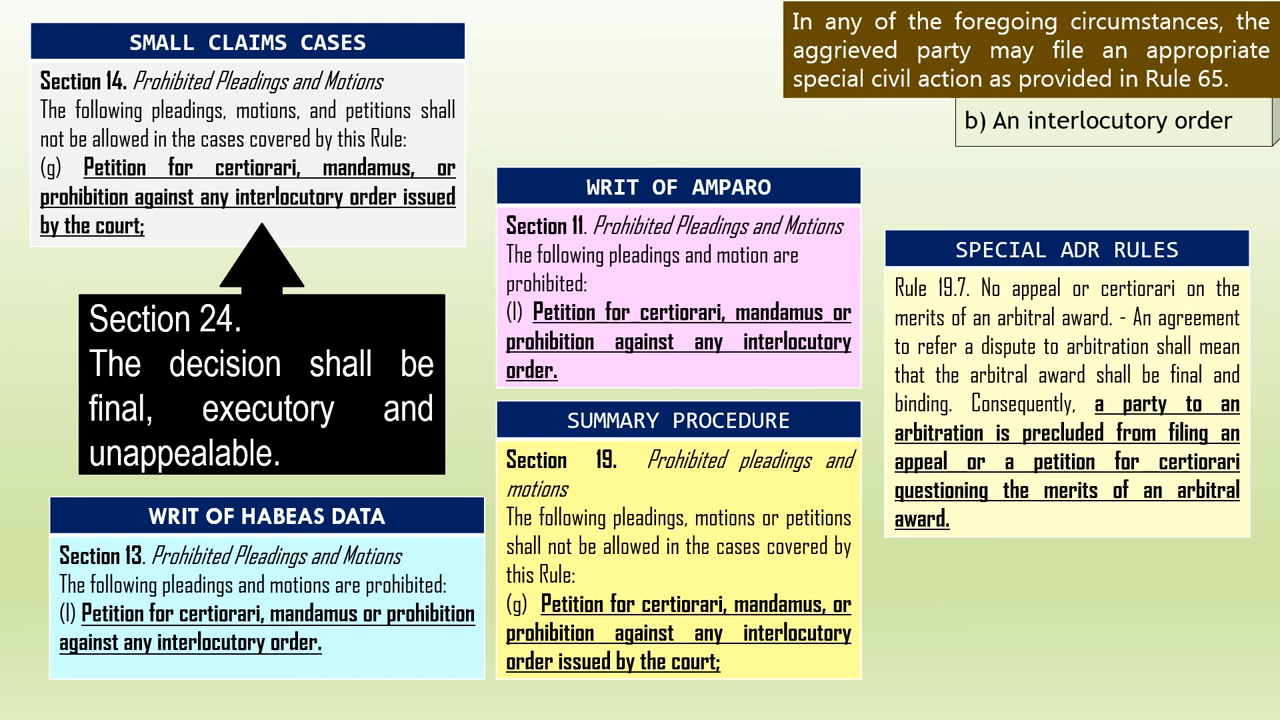 SMALL CLAIMS CASES
Section 14. Prohibited Pleadings and Motions
The following pleadings, motions, and petitions shall
not be allowed in the cases covered by this Rule:
(g) Petition for certiorari, mandamus, or
prohibition against any interlocutory order issued
by the court;
Section 24.
The decision shall be
final, executory and
unappealable.
WRIT OF HABEAS DATA
Section 13. Prohibited Pleadings and Motions
The following pleadings and motions are prohibited:
(l) Petition for certiorari, mandamus or prohibition
against any interlocutory order.
WRIT OF AMPARO
Section 11. Prohibited Pleadings and Motions
The following pleadings and motion are
prohibited:
(l) Petition for certiorari, mandamus or
prohibition against any interlocutory
order.
SUMMARY PROCEDURE
Section 19. Prohibited pleadings and
motions
The following pleadings, motions or petitions
shall not be allowed in the cases covered by
this Rule:
(g) Petition for certiorari, mandamus, or
prohibition against any interlocutory
order issued by the court;
In any of the foregoing circumstances, the
aggrieved party may file an appropriate
special civil action as provided in Rule 65.
b) An interlocutory order
SPECIAL ADR RULES
Rule 19.7. No appeal or certiorari on the
merits of an arbitral award. - An agreement
to refer a dispute to arbitration shall mean
that the arbitral award shall be final and
binding. Consequently, a party to an
arbitration is precluded from filing an
appeal or a petition for certiorari
questioning the merits of an arbitral
award.